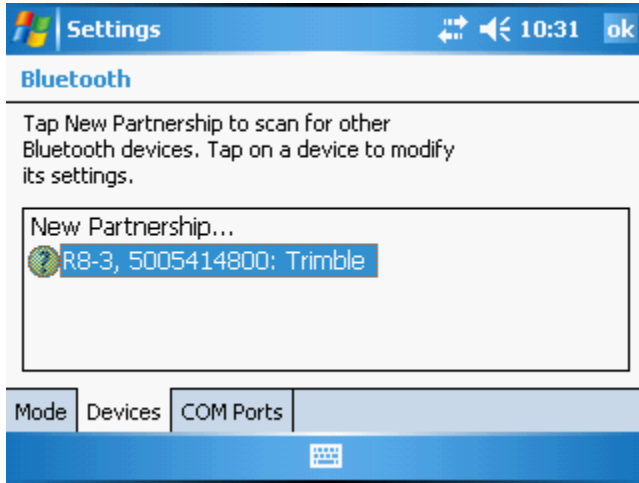 Settings 10:31 ok
Bluetooth
Tap New Partnership to scan for other
Bluetooth devices. Tap on a device to modify
its settings.
New Partnership...
R8-3, 5005414800: Trimble
Mode Devices COM Ports